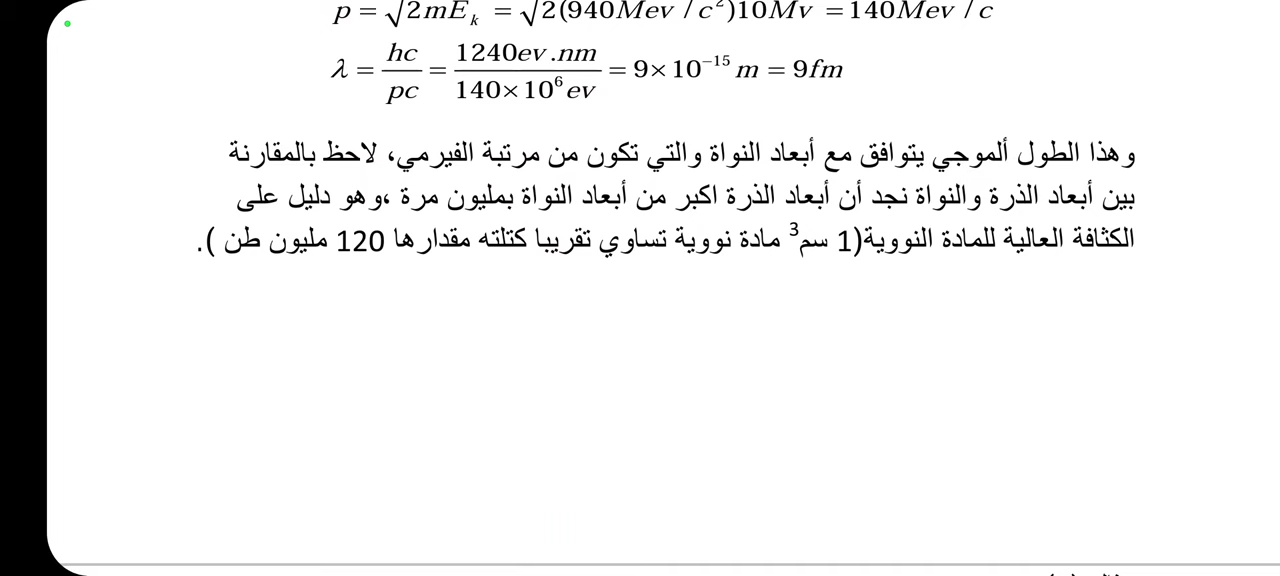 p = √2mE_k = √2(940Mev / c²)10Mv = 140Mev / c
λ = hc/pc = 1240ev.nm/140×10⁶ev = 9×10⁻¹⁵ m = 9fm
وهذا الطول ألموجي يتوافق مع أبعاد النواة والتي تكون من مرتبة الفيرمي، لاحظ بالمقارنة
بين أبعاد الذرة والنواة نجد أن أبعاد الذرة اكبر من أبعاد النواة بمليون مرة ،وهو دليل على
الكثافة العالية للمادة النووية(1 سم³ مادة نووية تساوي تقريبا كتلته مقدارها 120 مليون طن ).